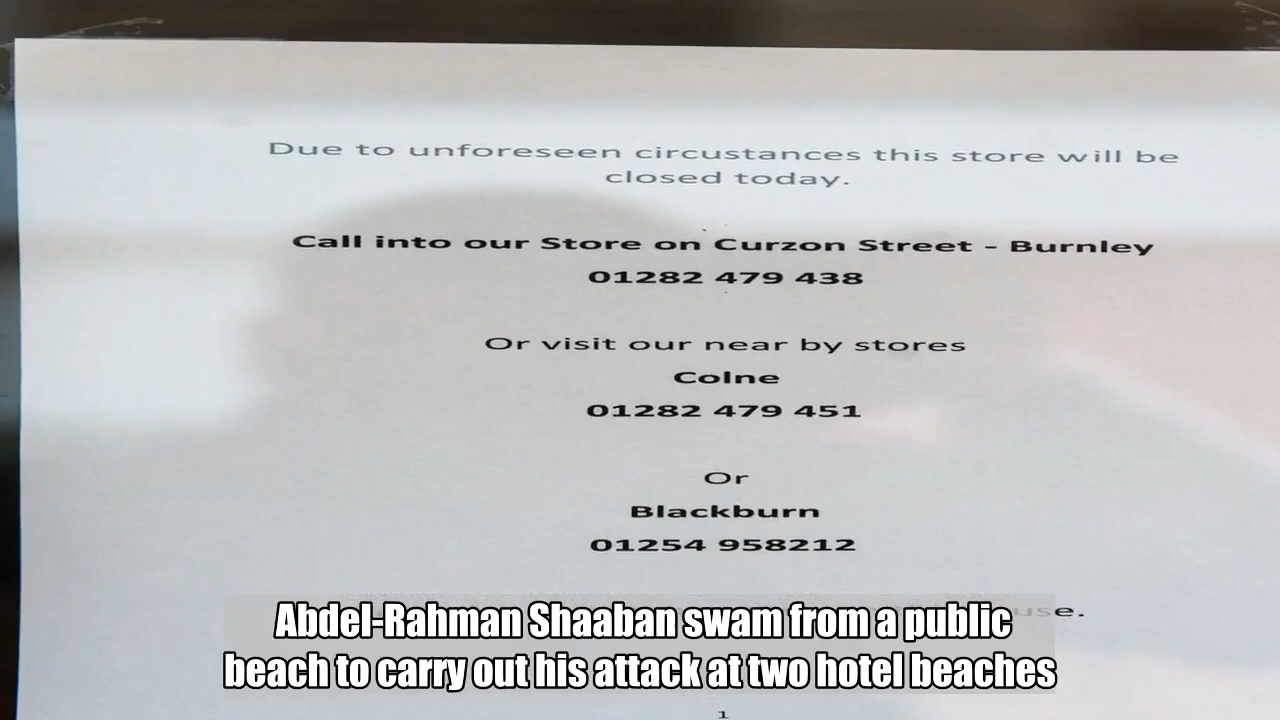 Due to unforeseen circustances this store will be
closed today.
Call into our Store on Curzon Street - Burnley
01282 479 438
Or visit our near by stores
Colne
01282 479 451
Or
Blackburn
01254 958212
Abdel-Rahman Shaaban swam from a public
beach to carry out his attack at two hotel beaches
1